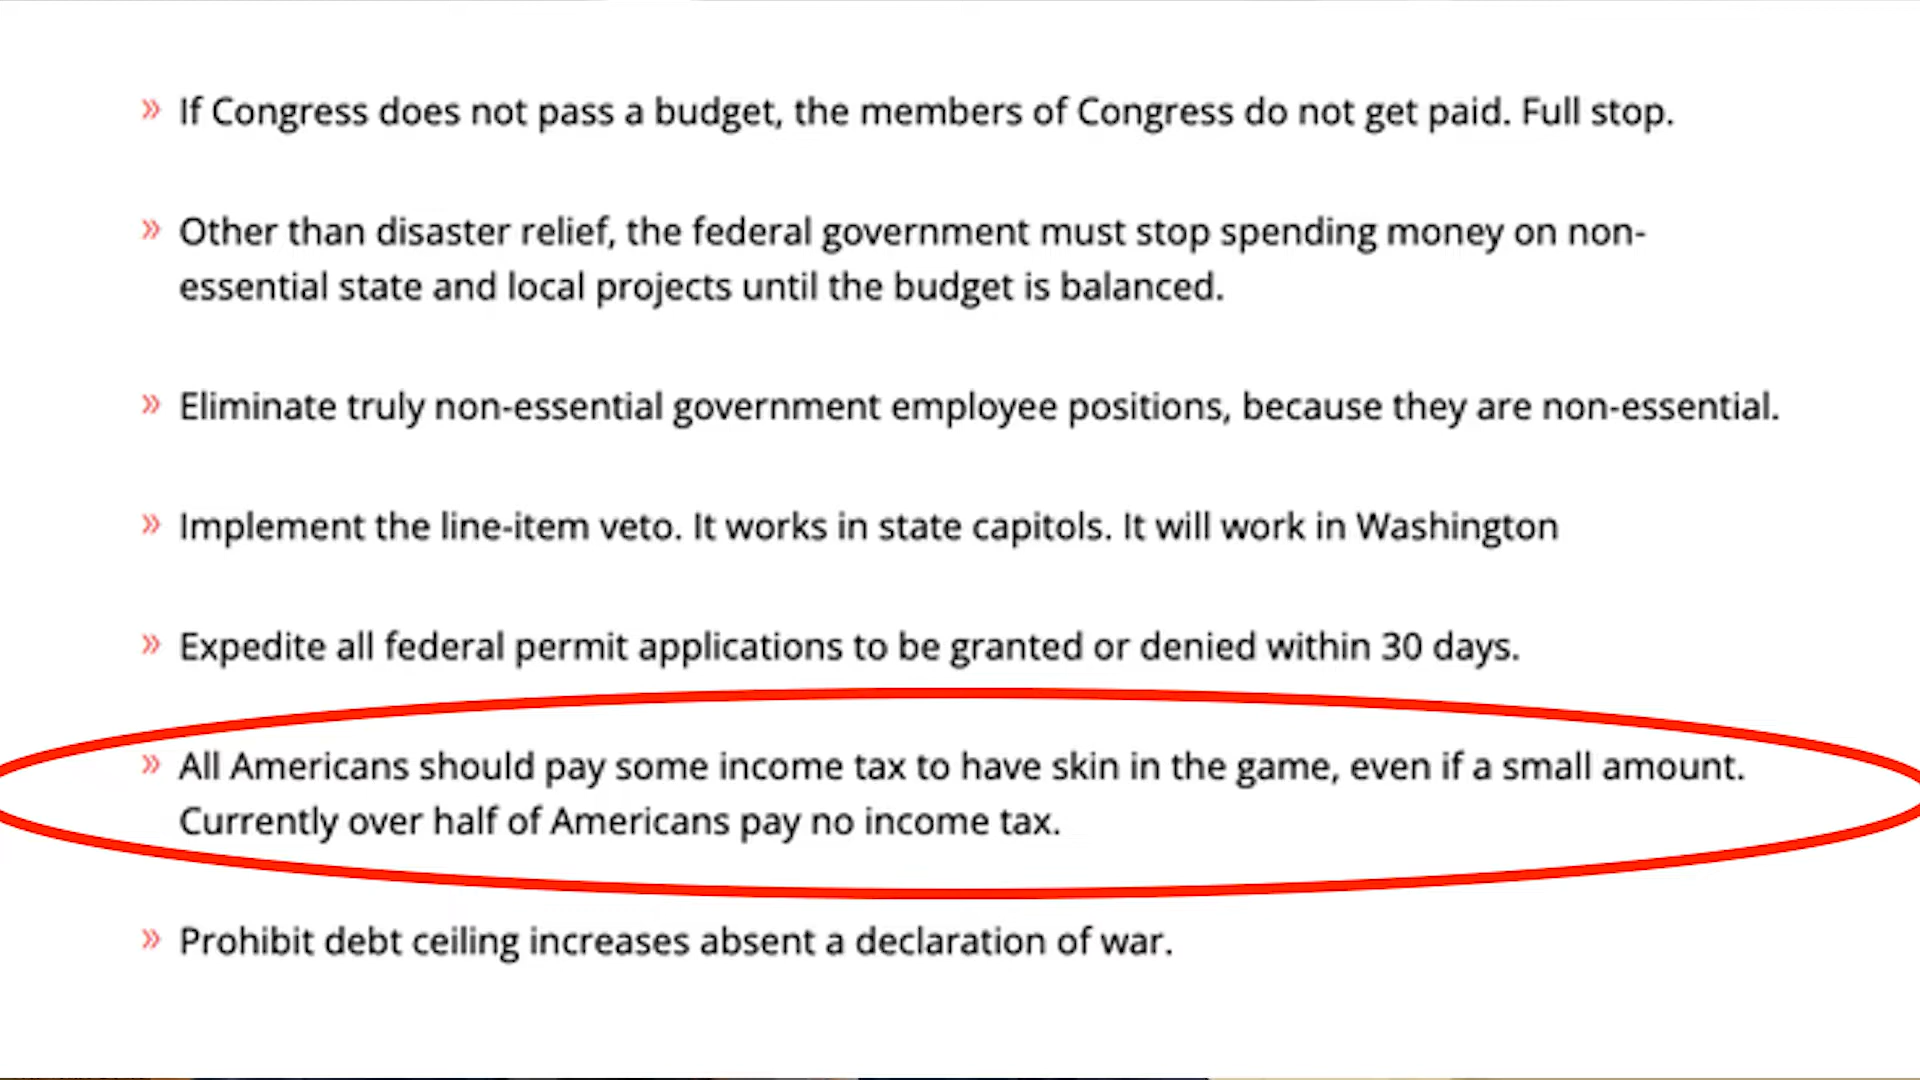 » If Congress does not pass a budget, the members of Congress do not get paid. Full stop.
» Other than disaster relief, the federal government must stop spending money on non-
essential state and local projects until the budget is balanced.
» Eliminate truly non-essential government employee positions, because they are non-essential.
» Implement the line-item veto. It works in state capitols. It will work in Washington
» Expedite all federal permit applications to be granted or denied within 30 days.
» All Americans should pay some income tax to have skin in the game, even if a small amount.
Currently over half of Americans pay no income tax.
» Prohibit debt ceiling increases absent a declaration of war.